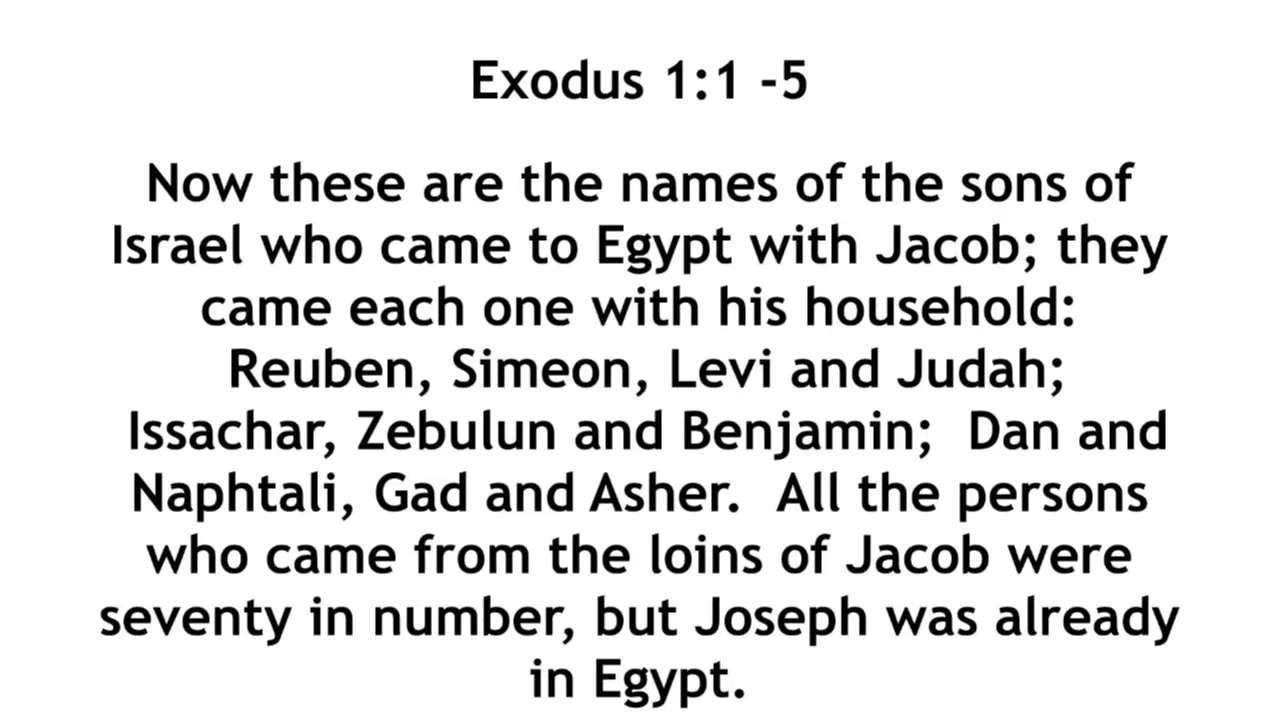 Exodus 1:1 -5
Now these are the names of the sons of
Israel who came to Egypt with Jacob; they
came each one with his household:
Reuben, Simeon, Levi and Judah;
Issachar, Zebulun and Benjamin;  Dan and
Naphtali, Gad and Asher.  All the persons
who came from the loins of Jacob were
seventy in number, but Joseph was already
in Egypt.